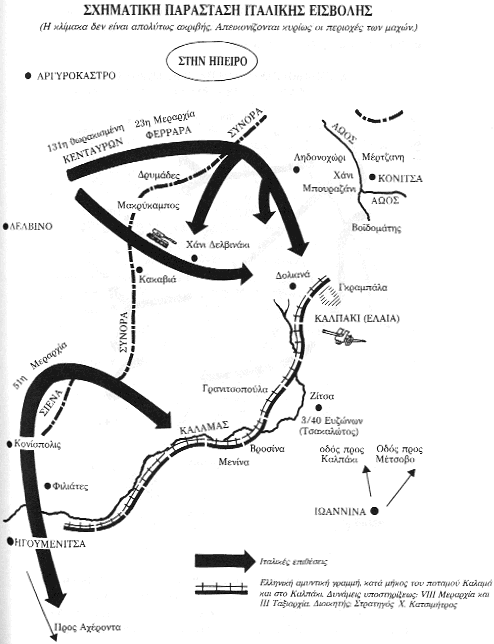 ΣΧΗΜΑΤΙΚΗ ΠΑΡΑΣΤΑΣΗ ΙΤΑΛΙΚΗΣ ΕΙΣΒΟΛΗΣ
(Η κλίμακα δεν είναι απολύτως ακριβής. Απεικονίζονται κυρίως οι περιοχές των μαχών.)
ΣΤΗΝ ΗΠΕΙΡΟ
ΑΡΓΥΡΟΚΑΣΤΡΟ
131η θωρακισμένη
ΚΕΝΤΑΥΡΩΝ
23η Μεραρχία
ΦΕΡΡΑΡΑ
ΣΥΝΟΡΑ
ΑΩΟΣ
Ληδονοχώρι
Μέρτζανη
Χάνι
Μπουραζάνι
ΚΟΝΙΤΣΑ
ΑΩΟΣ
Βοϊδομάτης
Δρυμάδες
Μακρύκαμπος
ΔΕΛΒΙΝΟ
Χάνι Δελβινάκι
Κακαβιά
Δολιανά
Γκραμπάλα
ΚΑΛΠΑΚΙ (ΕΛΑΙΑ)
ΣΥΝΟΡΑ
51η Μεραρχία
ΣΙΕΝΑ
Γρανιτσοπούλα
Ζίτσα
3/40 Ευζώνων
(Τσακαλώτος)
ΚΑΛΑΜΑΣ
Βροσίνα
Μενίνα
Κονίσπολις
οδός προς
Καλπάκι
Οδός προς
Μέτσοβο
Φιλιάτες
ΙΩΑΝΝΙΝΑ
ΗΓΟΥΜΕΝΙΤΣΑ
Ιταλικές επιθέσεις
Ελληνική αμυντική γραμμή, κατά μήκος του ποταμού Καλαμά
και στο Καλπάκι. Δυνάμεις υποστηρίξεως: VIII Μεραρχία και
III Ταξιαρχία. Διοικητής: Στρατηγός Χ. Κατσιμήτρος
Προς Αχέροντα